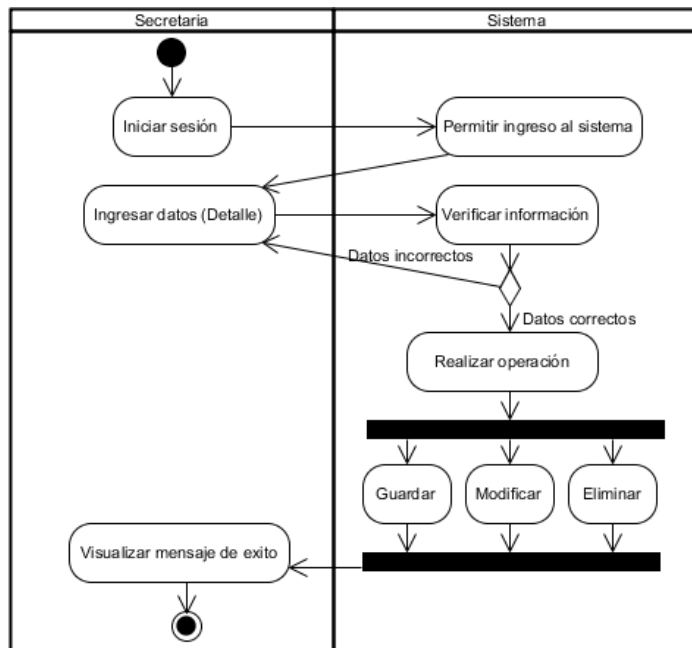 Secretaria
Sistema
Iniciar sesión
Permitir ingreso al sistema
Ingresar datos (Detalle)
Verificar información
Datos incorrectos
Datos correctos
Realizar operación
Guardar
Modificar
Eliminar
Visualizar mensaje de exito